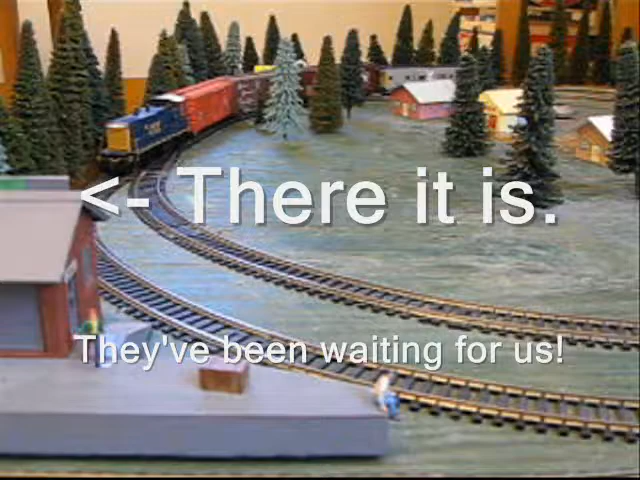 <- There it is.
They've been waiting for us!